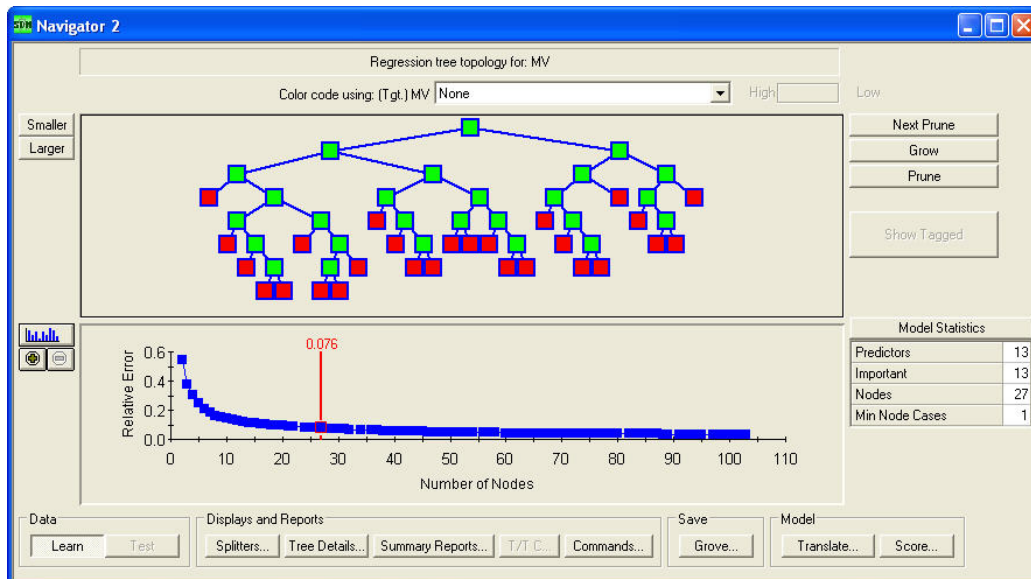 SDM Navigator 2
Regression tree topology for: MV
Color code using: (Tgt.) MV None High Low
Smaller
Larger
Next Prune
Grow
Prune
Show Tagged
0.076
Relative Error
0.6
0.4
0.2
0.0
0 10 20 30 40 50 60 70 80 90 100 110
Number of Nodes
Model Statistics
Predictors 13
Important 13
Nodes 27
Min Node Cases 1
Data
Learn Test
Displays and Reports
Splitters... Tree Details... Summary Reports... T/T C... Commands...
Save
Grove...
Model
Translate... Score...